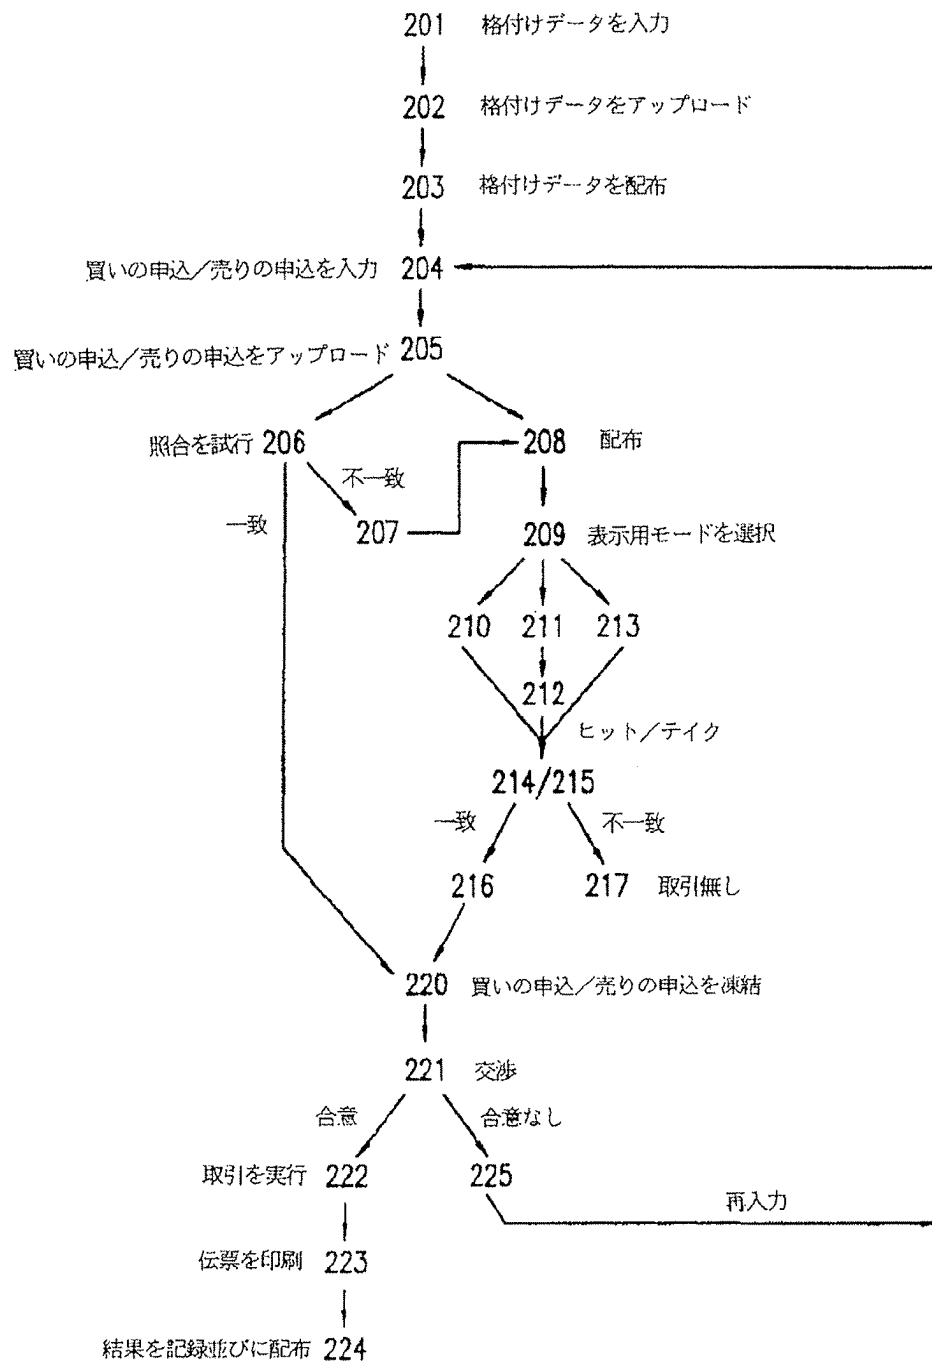 201 格付けデータを入力
202 格付けデータをアップロード
203 格付けデータを配布
買いの申込/売りの申込を入力 204
買いの申込/売りの申込をアップロード 205
照合を試行 206
208 配布
不一致
一致
207
209 表示用モードを選択
210 211 213
212
ヒット/テイク
214/215
一致
不一致
216
217 取引無し
220 買いの申込/売りの申込を凍結
221 交渉
合意
合意なし
取引を実行 222
225
再入力
伝票を印刷 223
結果を記録並びに配布 224